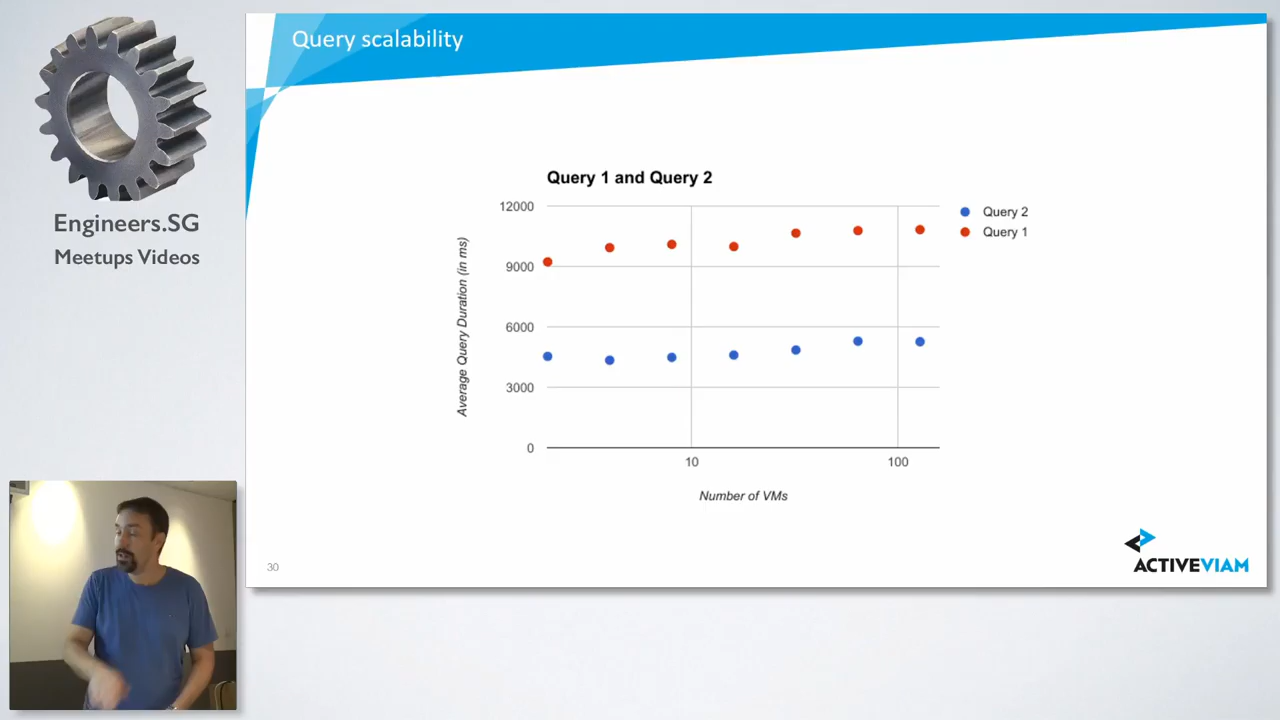 Query scalability
Engineers.SG
Meetups Videos
Query 1 and Query 2
12000
9000
6000
3000
0
Average Query Duration (in ms)
10
100
Number of VMs
Query 2
Query 1
30
ACTIVEVIAM